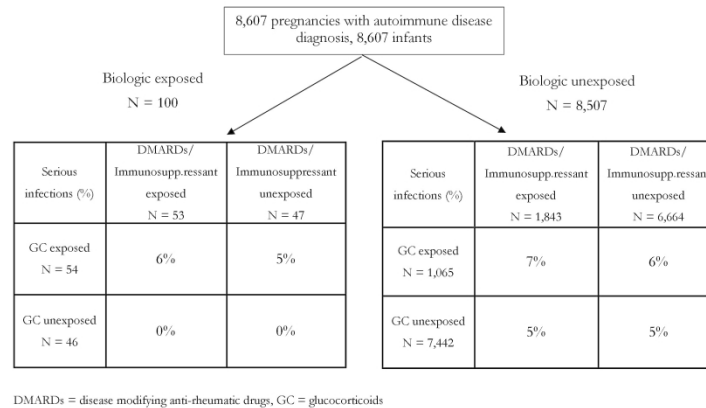 8,607 pregnancies with autoimmune disease
diagnosis, 8,607 infants
Biologic exposed
N = 100
Biologic unexposed
N = 8,507
Serious
infections (%)
DMARDs/
Immunosupp.ressant
exposed
N = 53
DMARDs/
Immunosuppressant
unexposed
N = 47
GC exposed
N = 54
6%
5%
GC unexposed
N = 46
0%
0%
Serious
infections (%)
DMARDs/
Immunosupp.ressant
exposed
N = 1,843
DMARDs/
Immunosupp.ressant
unexposed
N = 6,664
GC exposed
N = 1,065
7%
6%
GC unexposed
N = 7,442
5%
5%
DMARDs = disease modifying anti-rheumatic drugs, GC = glucocorticoids